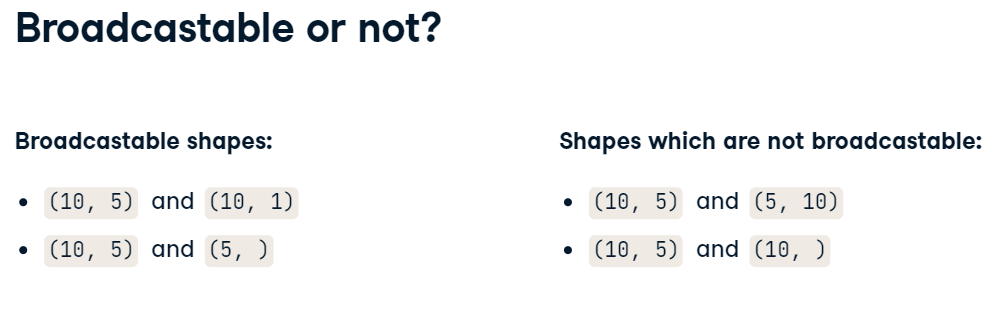 Broadcastable or not?
Broadcastable shapes:
• (10, 5) and (10, 1)
• (10, 5) and (5, )
Shapes which are not broadcastable:
• (10, 5) and (5, 10)
• (10, 5) and (10, )